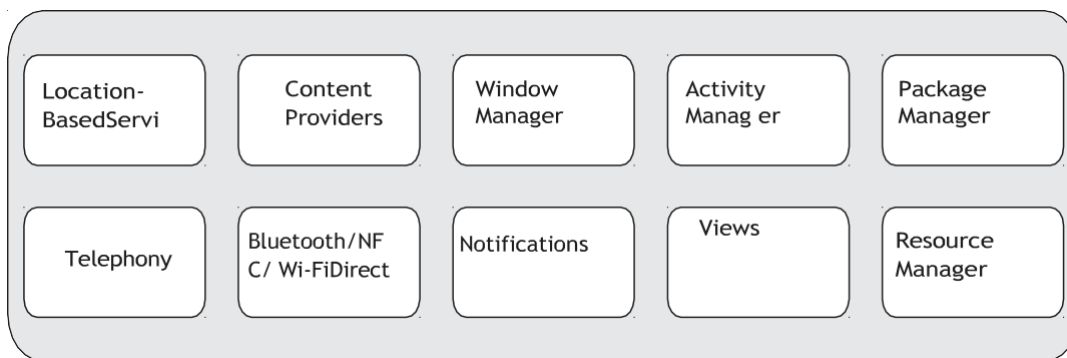 Location-
BasedServi
Content
Providers
Window
Manager
Activity
Manag er
Package
Manager
Telephony
Bluetooth/NF
C/ Wi-FiDirect
Notifications
Views
Resource
Manager